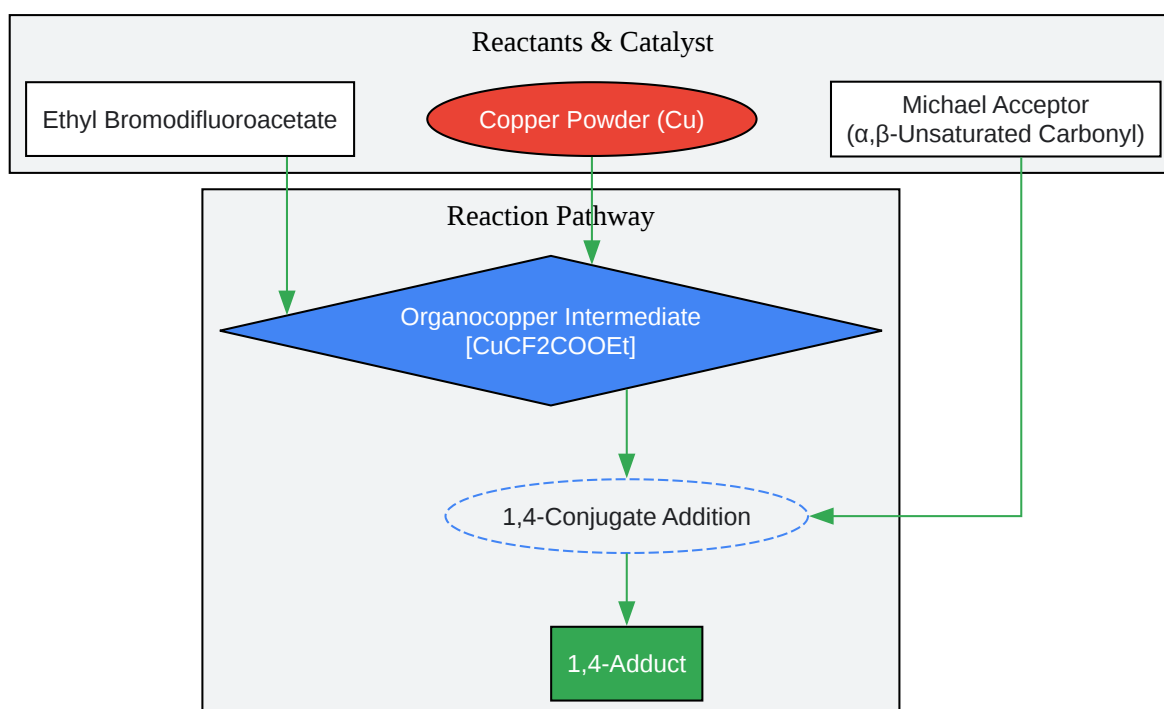 Reactants & Catalyst
Ethyl Bromodifluoroacetate
Copper Powder (Cu)
Michael Acceptor
(α,β-Unsaturated Carbonyl)
Reaction Pathway
Organocopper Intermediate
[CuCF2COOEt]
1,4-Conjugate Addition
1,4-Adduct